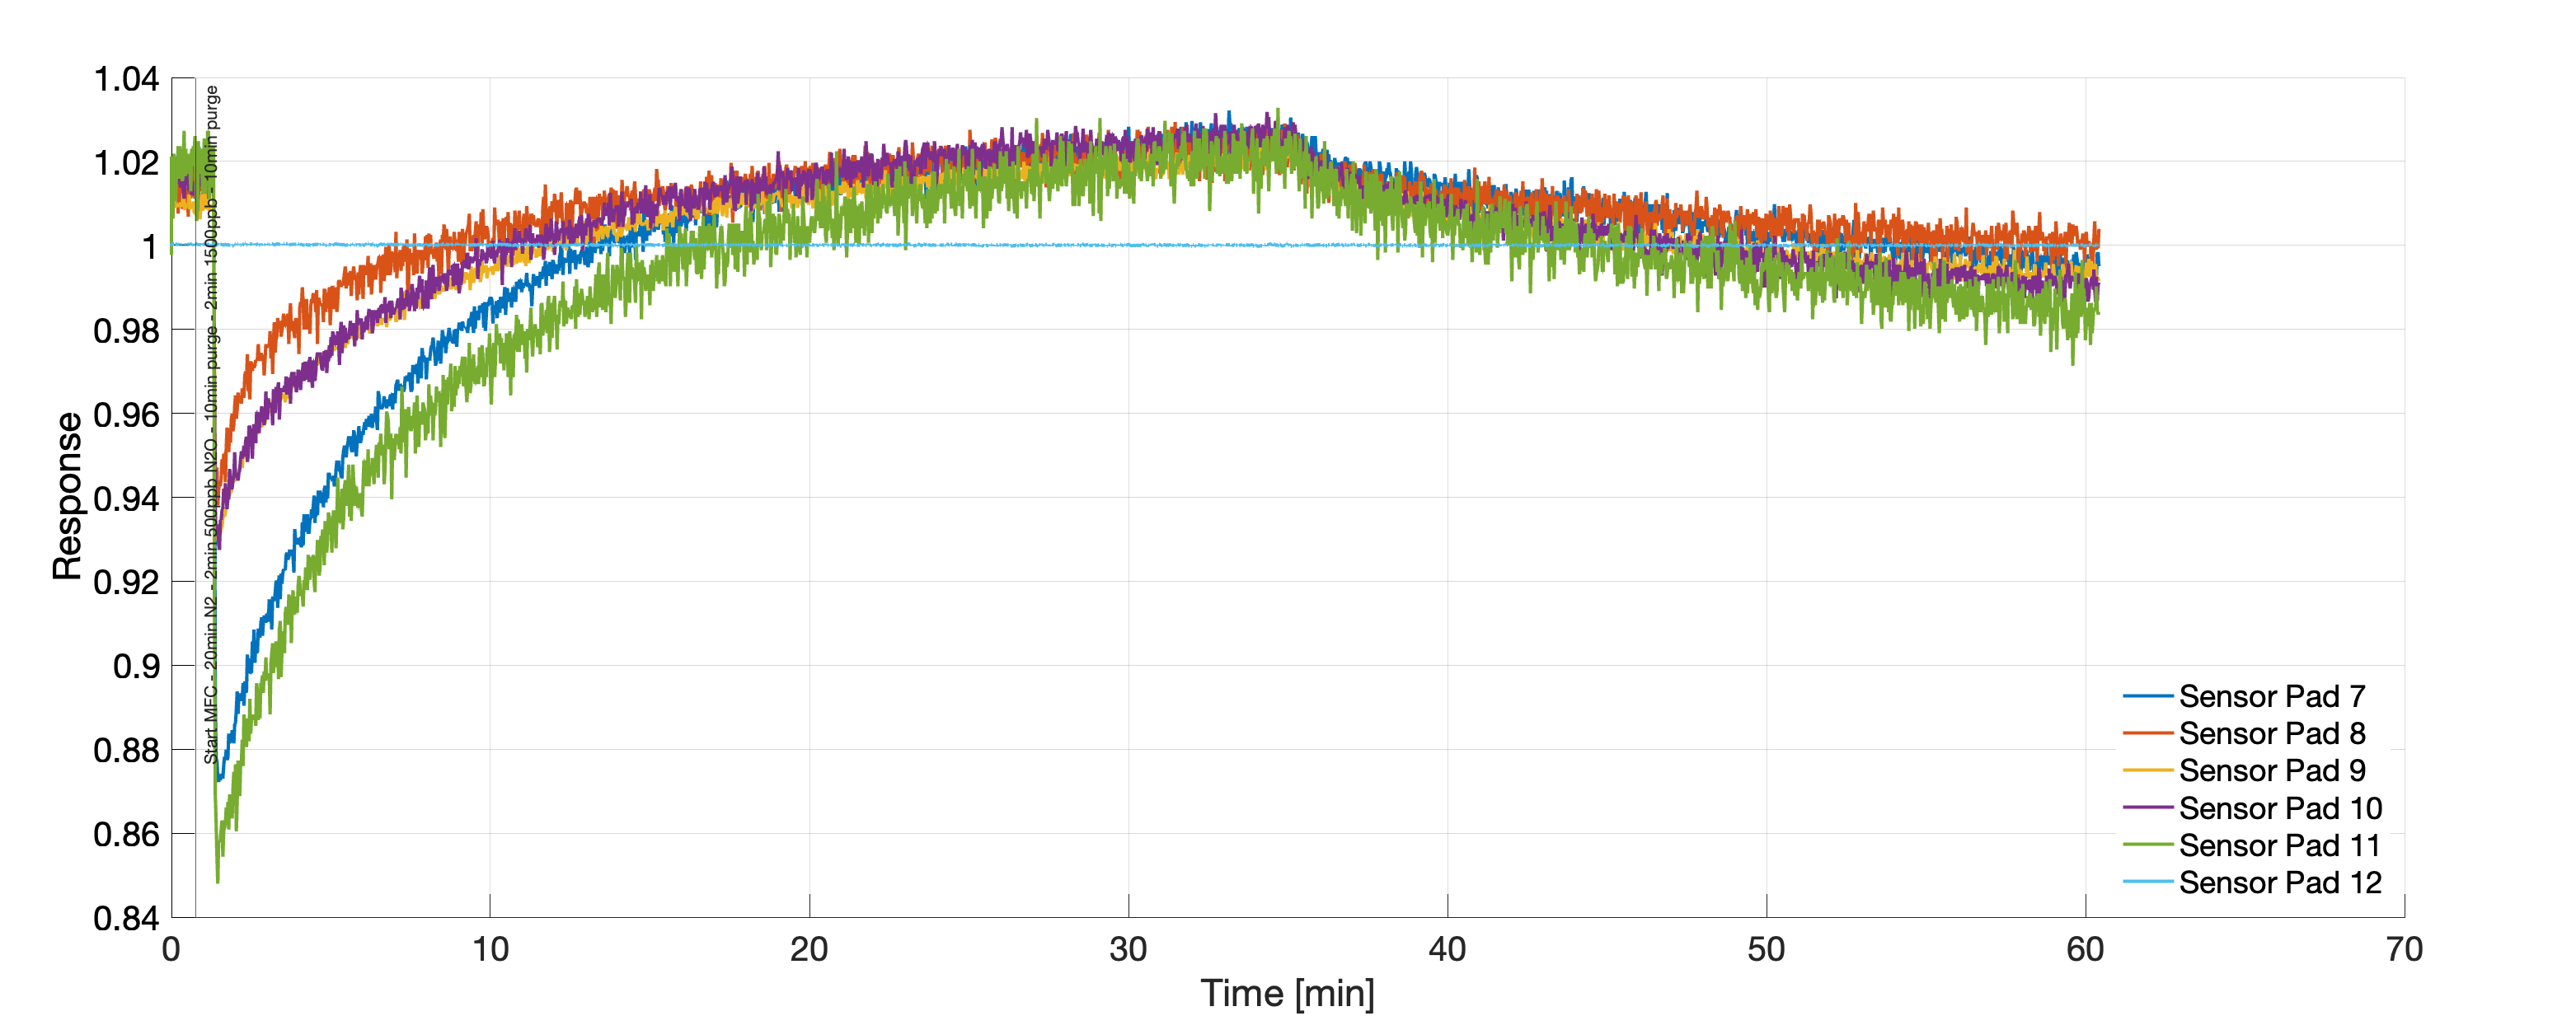 1.04
1.02
1
0.98
0.96
0.94
0.92
0.9
0.88
0.86
0.84
Response
Start MFC - 20min N2 - 2min 500ppb N2O - 10min purge - 2min 1500ppb - 10min purge
Sensor Pad 7
Sensor Pad 8
Sensor Pad 9
Sensor Pad 10
Sensor Pad 11
Sensor Pad 12
0 10 20 30 40 50 60 70
Time [min]